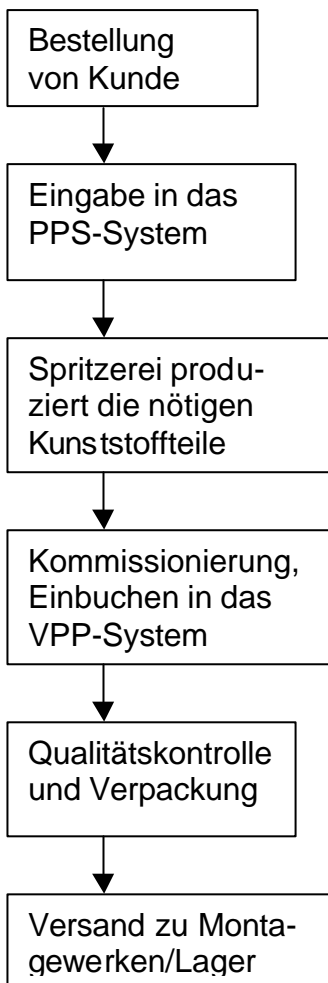 Bestellung
von Kunde
Eingabe in das
PPS-System
Spritzerei produ-
ziert die nötigen
Kunststoffteile
Kommissionierung,
Einbuchen in das
VPP-System
Qualitätskontrolle
und Verpackung
Versand zu Monta-
gewerken/Lager